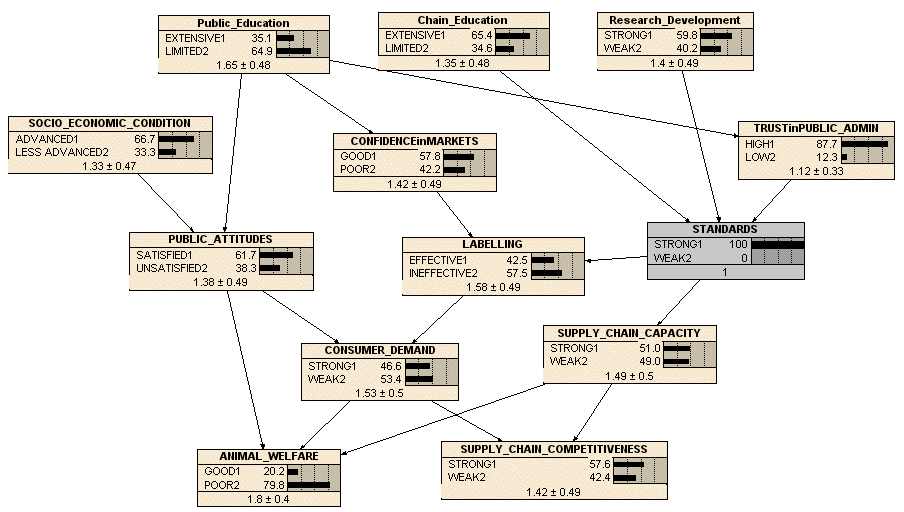 Public_Education
EXTENSIVE1 35.1
LIMITED2 64.9
1.65 ± 0.48
Chain_Education
EXTENSIVE1 65.4
LIMITED2 34.6
1.35 ± 0.48
Research_Development
STRONG1 59.8
WEAK2 40.2
1.4 ± 0.49
SOCIO_ECONOMIC_CONDITION
ADVANCED1 66.7
LESS ADVANCED2 33.3
1.33 ± 0.47
CONFIDENCEinMARKETS
GOOD1 57.8
POOR2 42.2
1.42 ± 0.49
TRUSTinPUBLIC_ADMIN
HIGH1 87.7
LOW2 12.3
1.12 ± 0.33
PUBLIC_ATTITUDES
SATISFIED1 61.7
UNSATISFIED2 38.3
1.38 ± 0.49
LABELLING
EFFECTIVE1 42.5
INEFFECTIVE2 57.5
1.58 ± 0.49
STANDARDS
STRONG1 100
WEAK2 0
1
CONSUMER_DEMAND
STRONG1 46.6
WEAK2 53.4
1.53 ± 0.5
SUPPLY_CHAIN_CAPACITY
STRONG1 51.0
WEAK2 49.0
1.49 ± 0.5
ANIMAL_WELFARE
GOOD1 20.2
POOR2 79.8
1.8 ± 0.4
SUPPLY_CHAIN_COMPETITIVENESS
STRONG1 57.6
WEAK2 42.4
1.42 ± 0.49